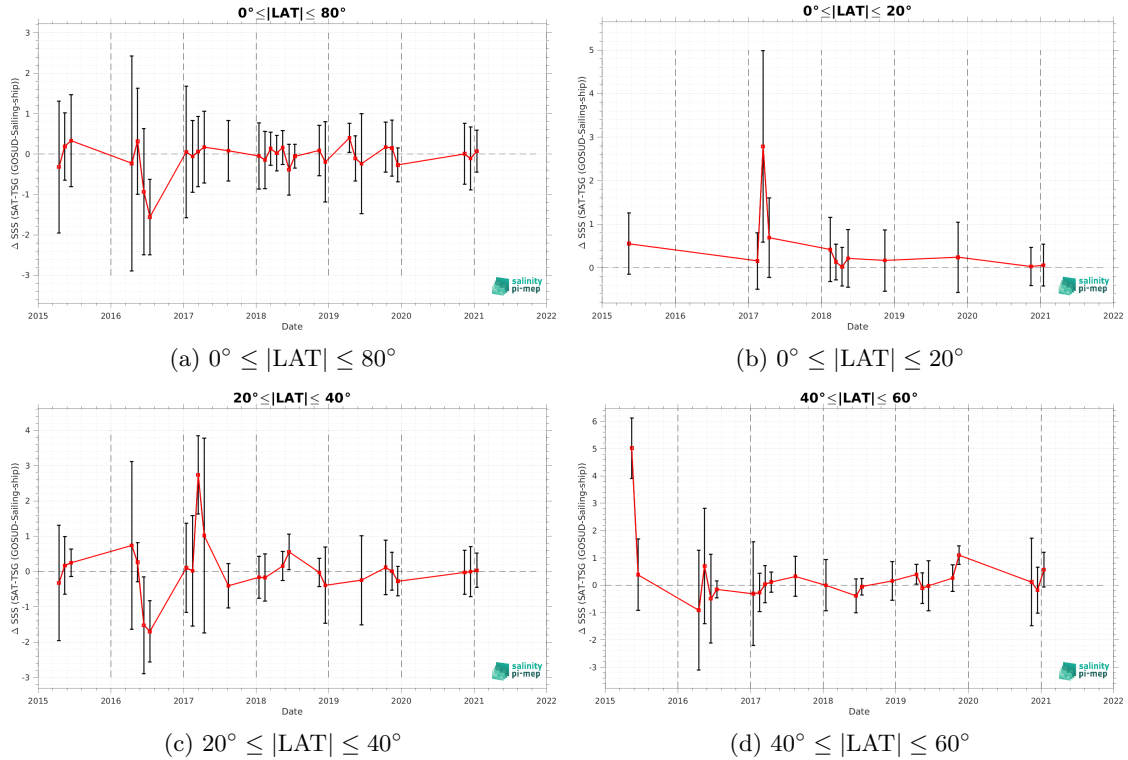 0°≤|LAT|≤ 80°
Δ SSS (SAT-TSG (GOSUD-Sailing-ship))
3
2
1
0
-1
-2
-3
2015 2016 2017 2018 2019 2020 2021 2022
Date
salinity
pi-mep
(a) 0° ≤ |LAT| ≤ 80°
0°≤|LAT|≤ 20°
Δ SSS (SAT-TSG (GOSUD-Sailing-ship))
5
4
3
2
1
0
2015 2016 2017 2018 2019 2020 2021 2022
Date
salinity
pi-mep
(b) 0° ≤ |LAT| ≤ 20°
20°≤|LAT|≤ 40°
Δ SSS (SAT-TSG (GOSUD-Sailing-ship))
4
3
2
1
0
-1
-2
-3
2015 2016 2017 2018 2019 2020 2021 2022
Date
salinity
pi-mep
(c) 20° ≤ |LAT| ≤ 40°
40°≤|LAT|≤ 60°
Δ SSS (SAT-TSG (GOSUD-Sailing-ship))
6
5
4
3
2
1
0
-1
-2
-3
2015 2016 2017 2018 2019 2020 2021 2022
Date
salinity
pi-mep
(d) 40° ≤ |LAT| ≤ 60°